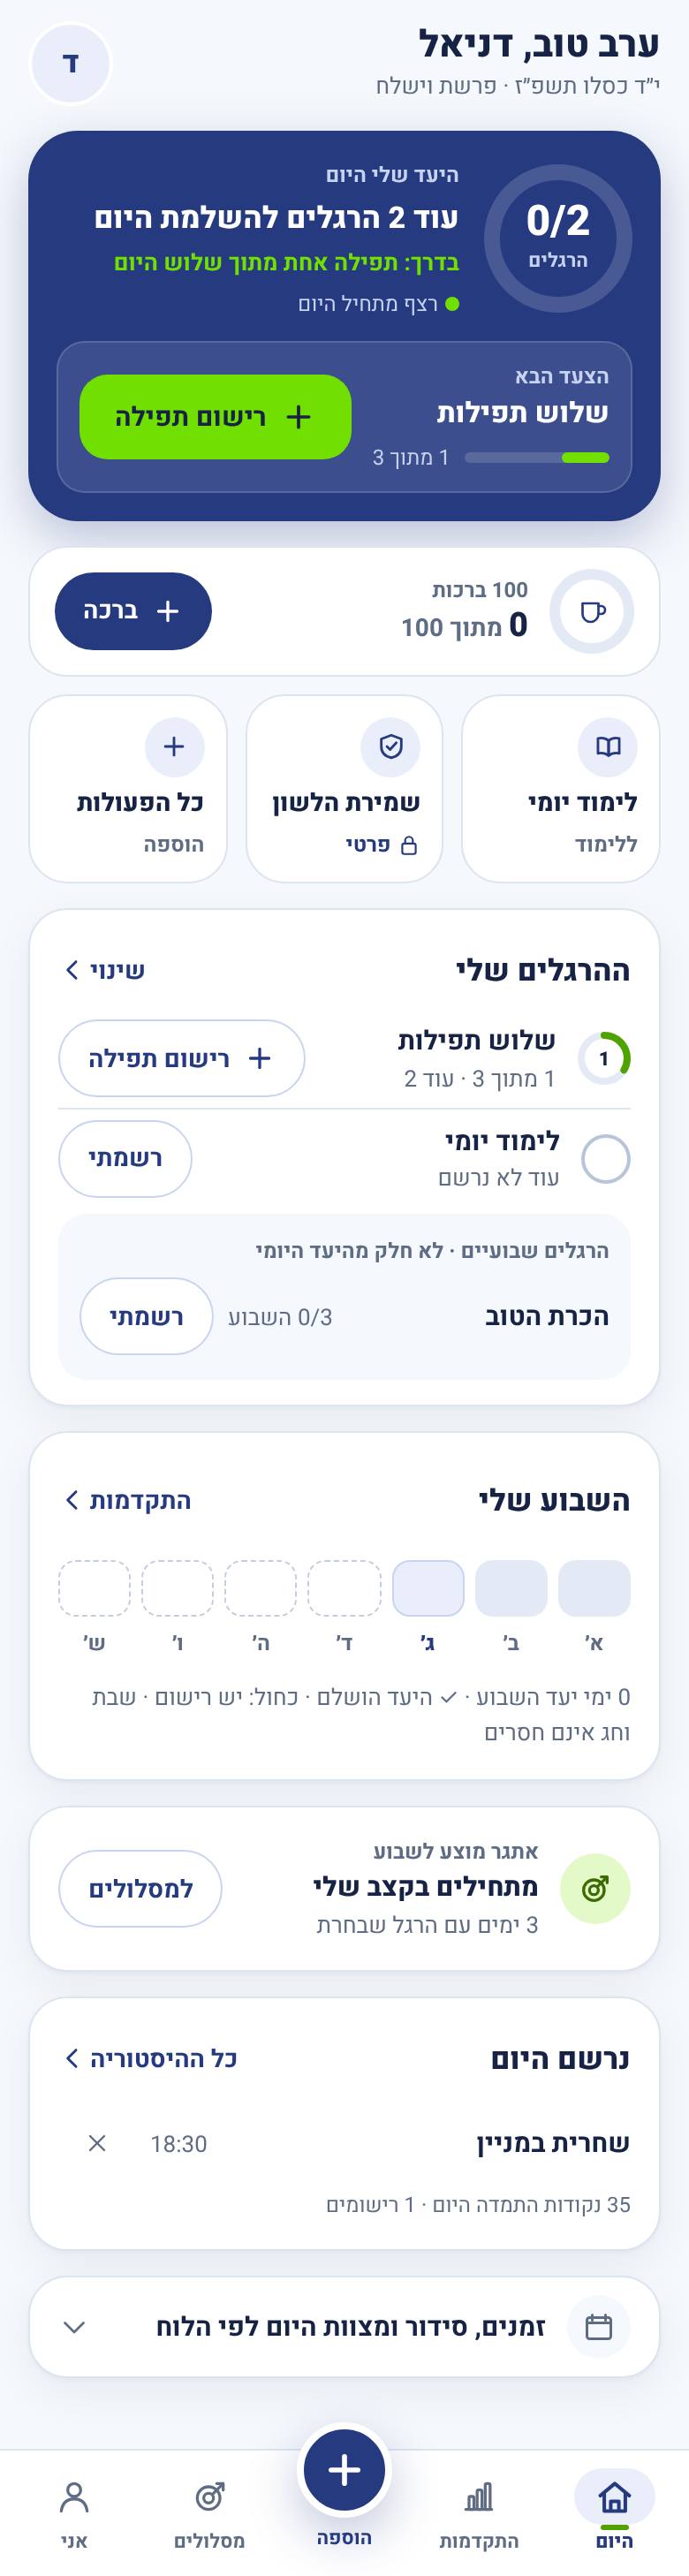 ערב טוב, דניאל
י״ד כסלו תשפ״ז · פרשת וישלח
ד
היעד שלי היום
עוד 2 הרגלים להשלמת היום
בדרך: תפילה אחת מתוך שלוש היום
רצף מתחיל היום
0/2
הרגלים
הצעד הבא
שלוש תפילות
1 מתוך 3
רישום תפילה
100 ברכות
0 מתוך 100
ברכה
לימוד יומי
ללימוד
שמירת הלשון
פרטי
כל הפעולות
הוספה
ההרגלים שלי
שינוי
1
שלוש תפילות
1 מתוך 3 · עוד 2
רישום תפילה
לימוד יומי
עוד לא נרשם
רשמתי
הרגלים שבועיים · לא חלק מהיעד היומי
הכרת הטוב
0/3 השבוע
רשמתי
השבוע שלי
התקדמות
א׳
ב׳
ג׳
ד׳
ה׳
ו׳
ש׳
0 ימי יעד השבוע · ✓ היעד הושלם · כחול: יש רישום · שבת
וחג אינם חסרים
אתגר מוצע לשבוע
מתחילים בקצב שלי
3 ימים עם הרגל שבחרת
למסלולים
נרשם היום
כל ההיסטוריה
שחרית במניין
18:30
35 נקודות התמדה היום · 1 רישומים
זמנים, סידור ומצוות היום לפי הלוח
היום
התקדמות
הוספה
מסלולים
אני